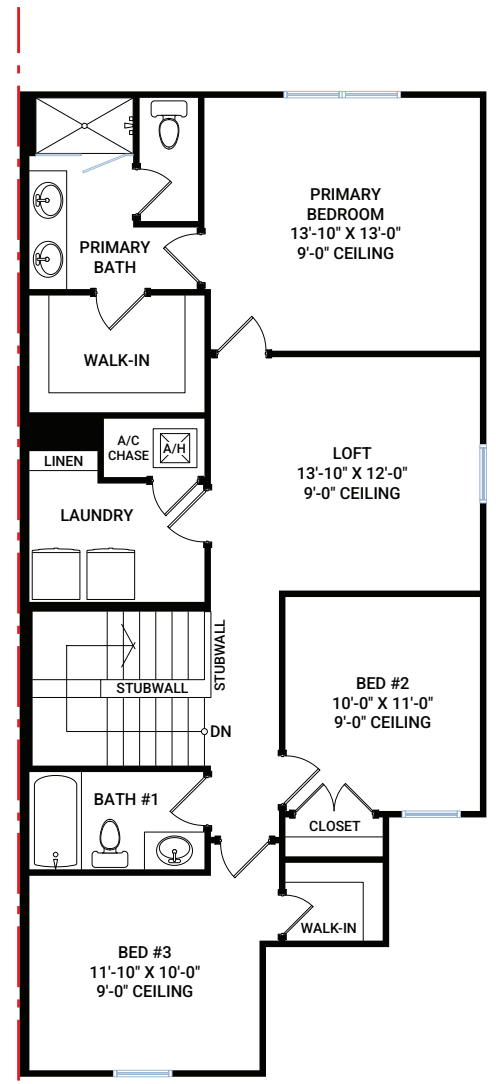 PRIMARY
BEDROOM
13'-10" X 13'-0"
9'-0" CEILING
PRIMARY
BATH
WALK-IN
A/C
CHASE
A/H
LINEN
LOFT
13'-10" X 12'-0"
9'-0" CEILING
LAUNDRY
STUBWALL
STUBWALL
DN
BED #2
10'-0" X 11'-0"
9'-0" CEILING
BATH #1
CLOSET
WALK-IN
BED #3
11'-10" X 10'-0"
9'-0" CEILING